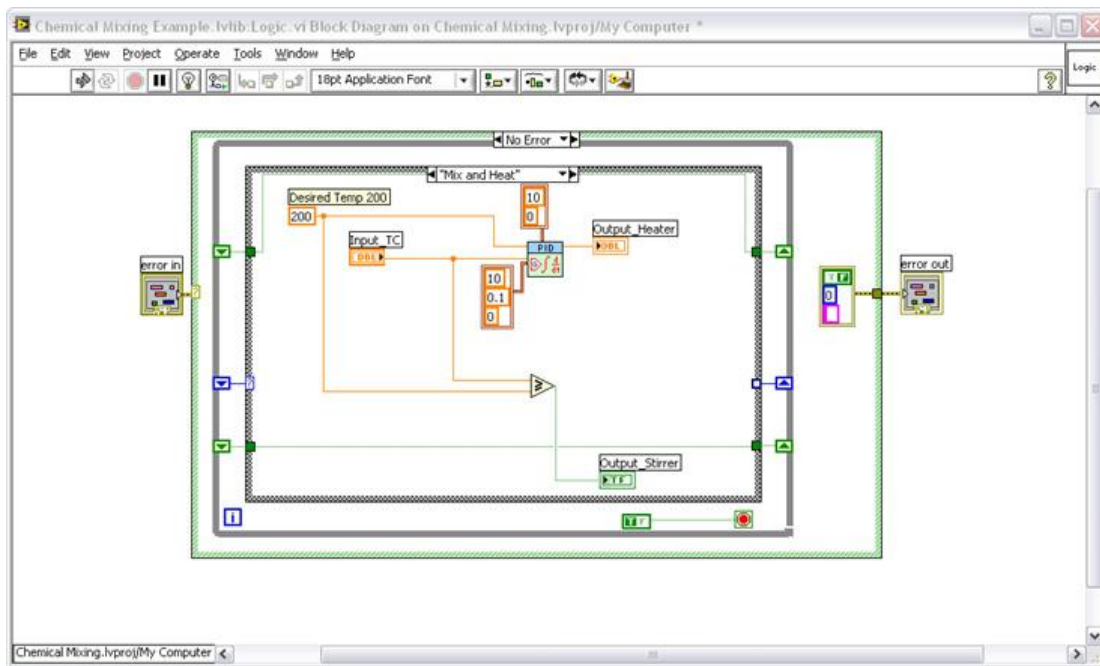 Chemical Mixing Example.lvlib:Logic.vi Block Diagram on Chemical Mixing.lvproj/My Computer *
File Edit View Project Operate Tools Window Help
18pt Application Font
Logic
No Error
"Mix and Heat"
Desired Temp 200
200
10
0
Output_Heater
DBL
Input_TC
DBL
PID
error in
error out
10
0.1
0
T F
0
Output_Stirrer
TF
i
T F
Chemical Mixing.lvproj/My Computer